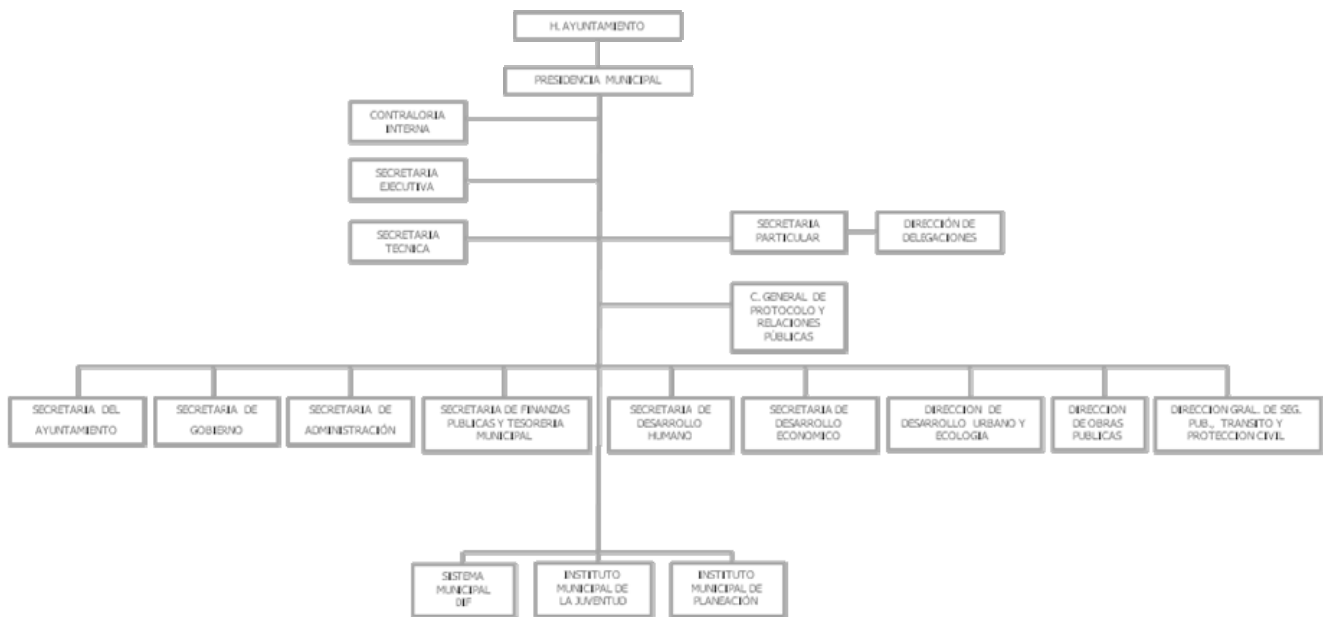 H. AYUNTAMIENTO
PRESIDENCIA MUNICIPAL
CONTRALORIA
INTERNA
SECRETARIA
EJECUTIVA
SECRETARIA
TECNICA
SECRETARIA
PARTICULAR
DIRECCIÓN DE
DELEGACIONES
C. GENERAL DE
PROTOCOLO Y
RELACIONES
PÚBLICAS
SECRETARIA DEL
AYUNTAMIENTO
SECRETARIA DE
GOBIERNO
SECRETARIA DE
ADMINISTRACIÓN
SECRETARIA DE FINANZAS
PUBLICAS Y TESORERIA
MUNICIPAL
SECRETARIA DE
DESARROLLO
HUMANO
SECRETARIA DE
DESARROLLO
ECONOMICO
DIRECCION DE
DESARROLLO URBANO Y
ECOLOGIA
DIRECCION
DE OBRAS
PUBLICAS
DIRECCION GRAL. DE SEG.
PUB., TRANSITO Y
PROTECCION CIVIL
SISTEMA
MUNICIPAL
DIF
INSTITUTO
MUNICIPAL DE
LA JUVENTUD
INSTITUTO
MUNICIPAL DE
PLANEACIÓN